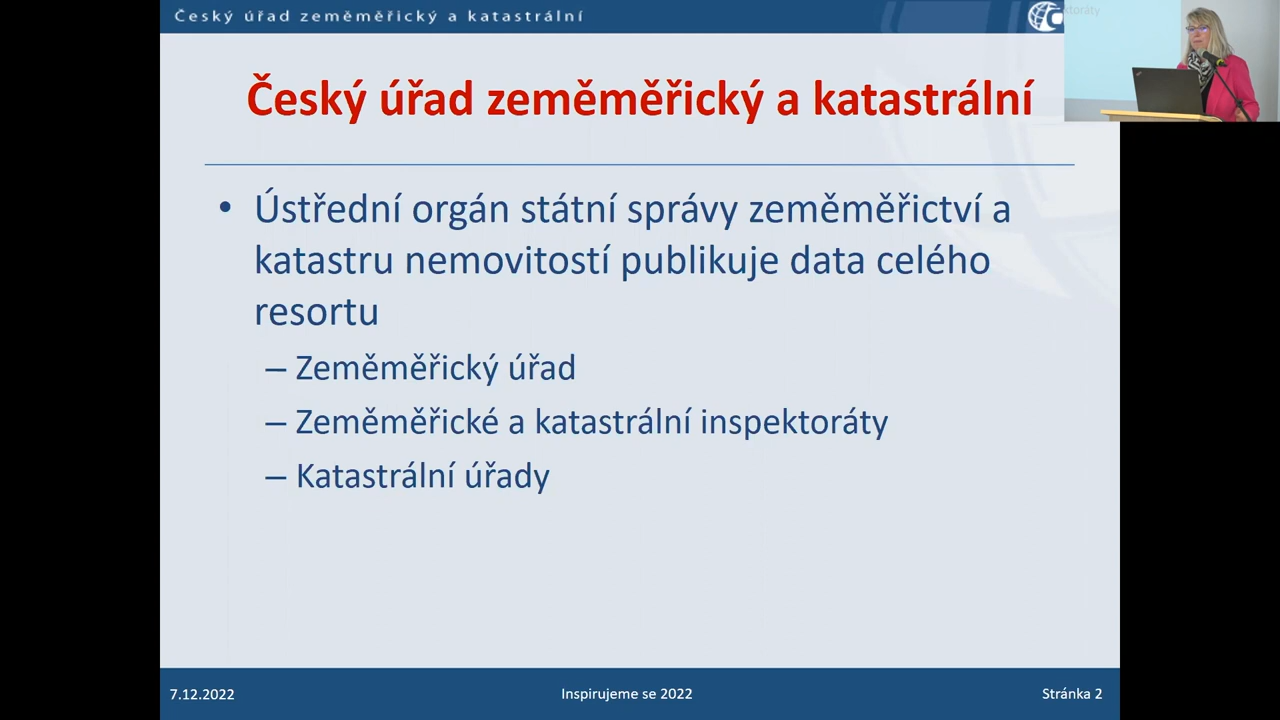 Český úřad zeměměřický a katastrální
ktoráty
Český úřad zeměměřický a katastrální
• Ústřední orgán státní správy zeměměřictví a
katastru nemovitostí publikuje data celého
resortu
– Zeměměřický úřad
– Zeměměřické a katastrální inspektoráty
– Katastrální úřady
7.12.2022
Inspirujeme se 2022
Stránka 2